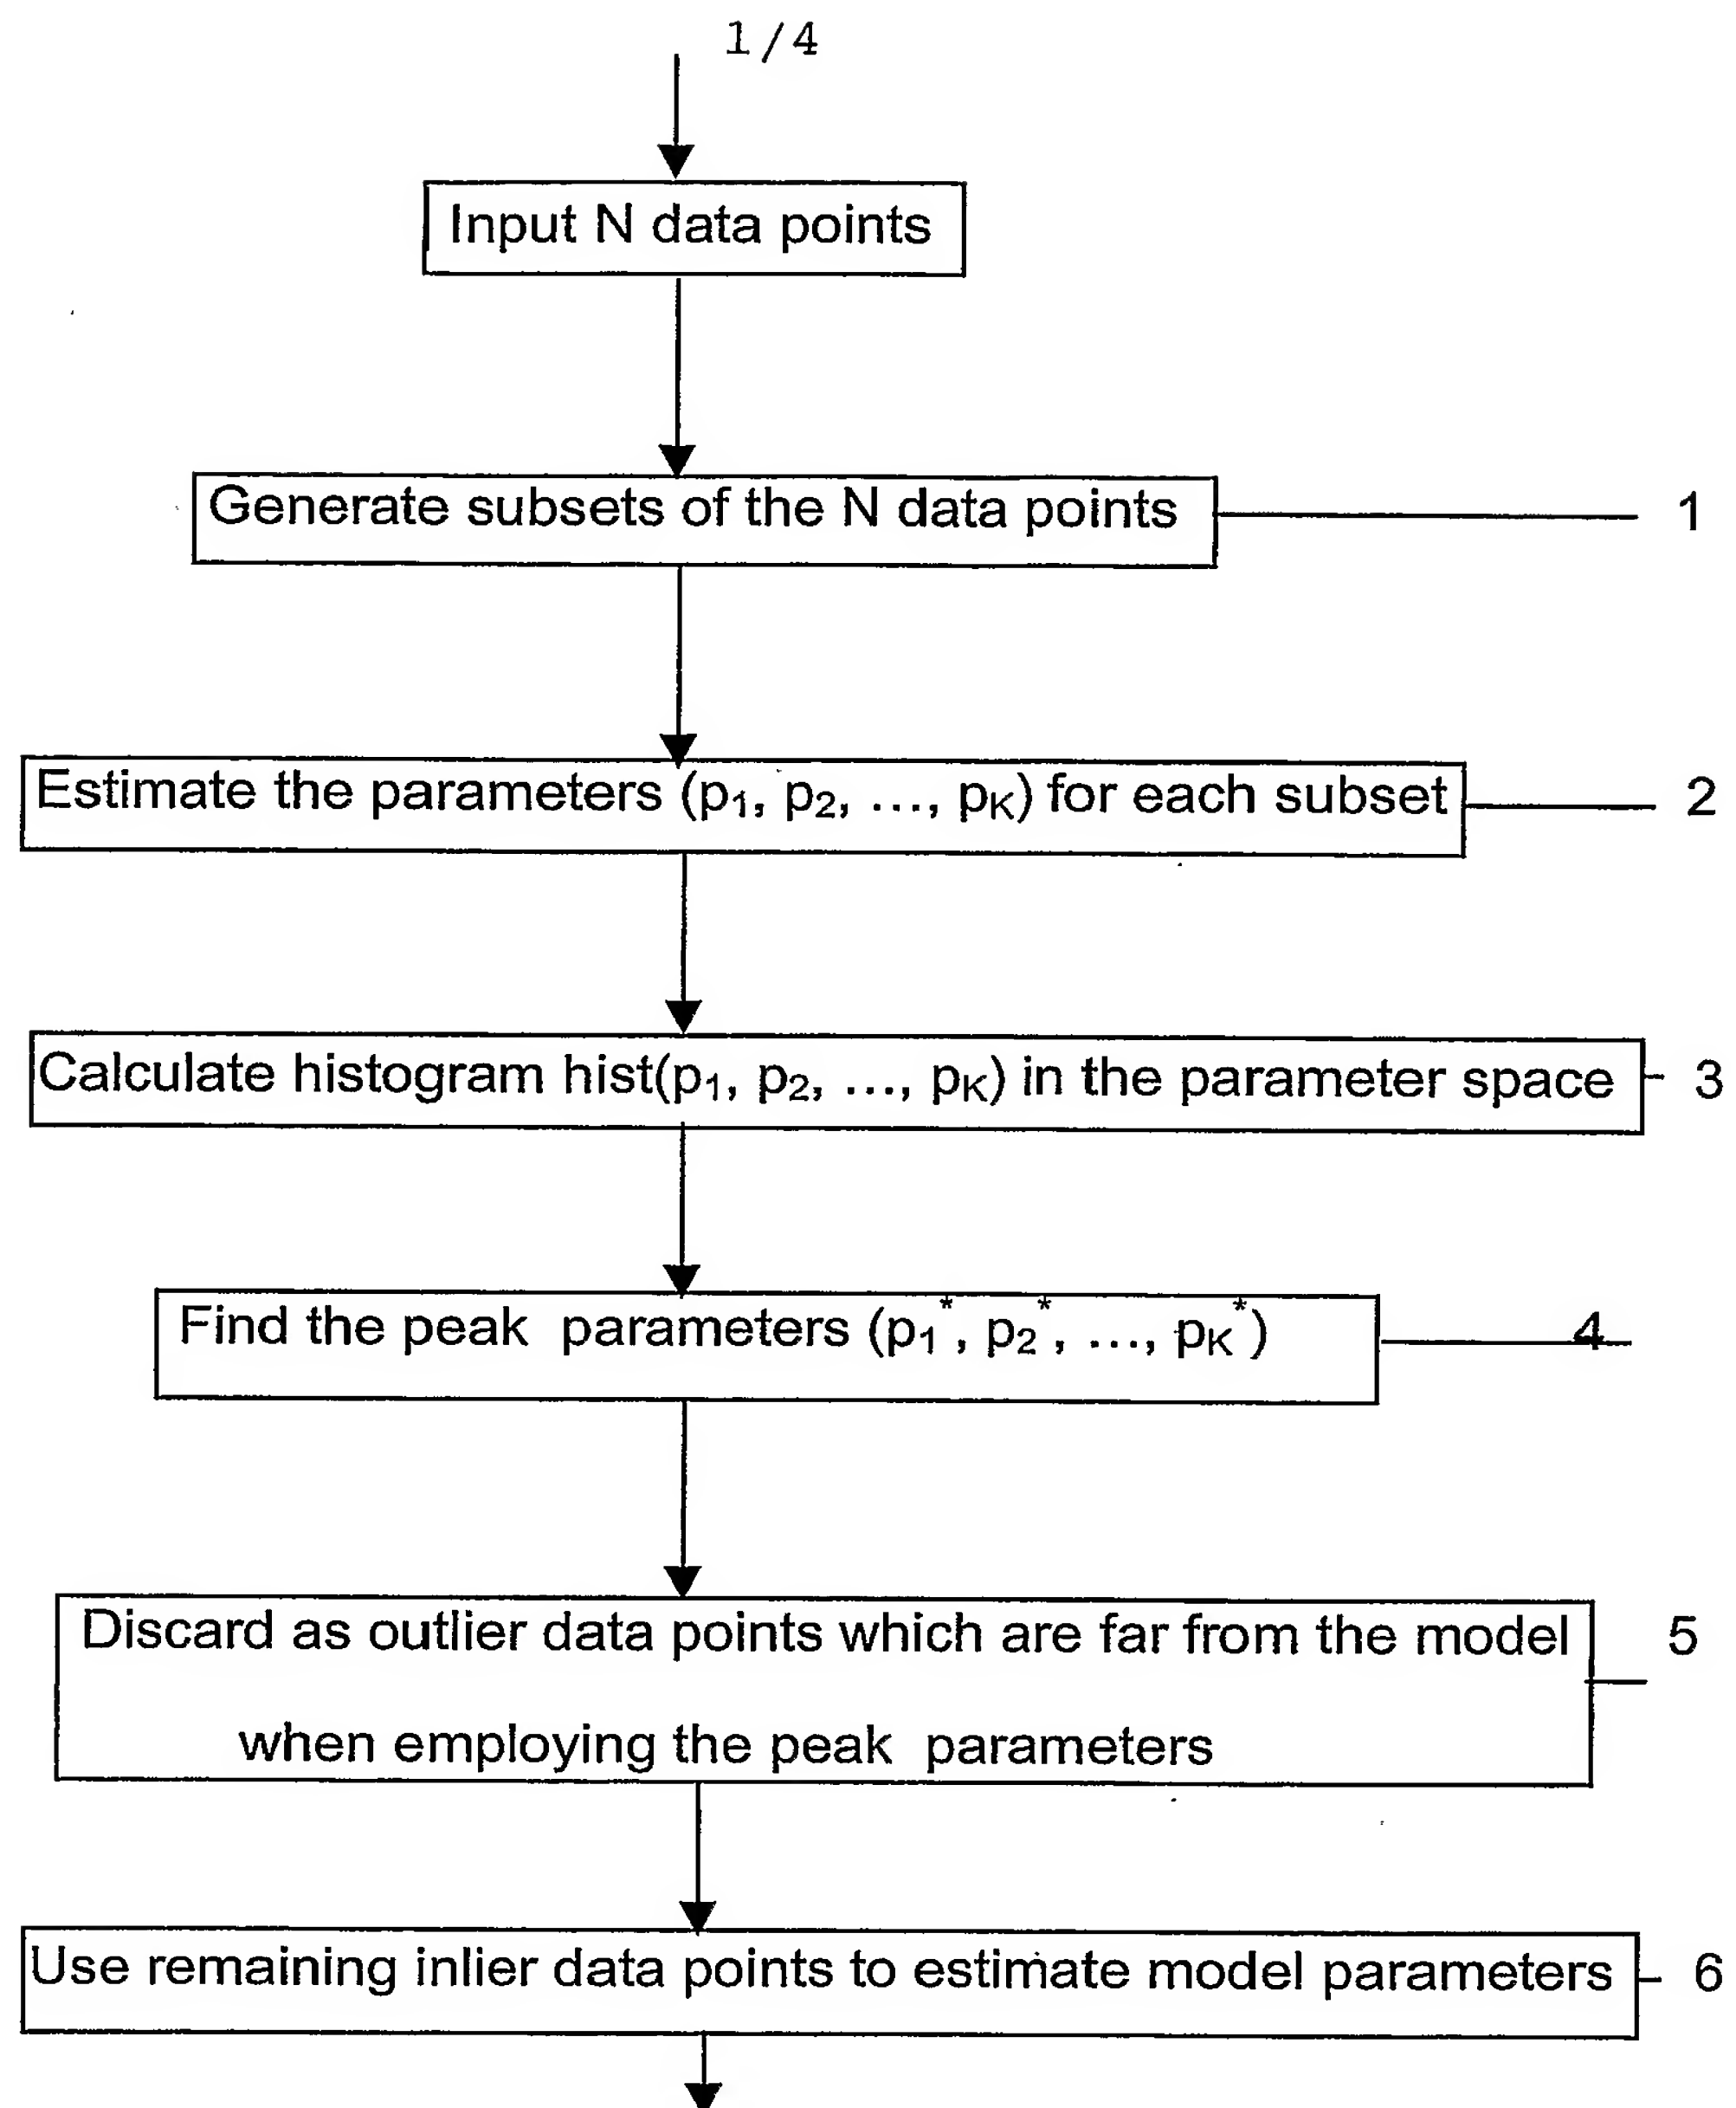 1/4
Input N data points
Generate subsets of the N data points 1
Estimate the parameters (p₁, p₂, ..., pK) for each subset 2
Calculate histogram hist(p₁, p₂, ..., pK) in the parameter space 3
Find the peak parameters (p₁*, p₂*, ..., pK*) 4
Discard as outlier data points which are far from the model 5
when employing the peak parameters
Use remaining inlier data points to estimate model parameters 6